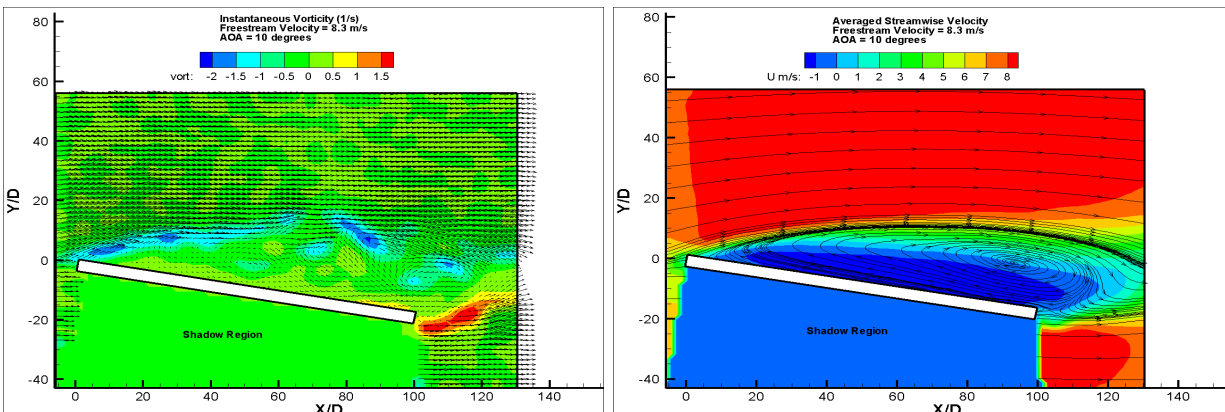 Instantaneous Vorticity (1/s)
Freestream Velocity = 8.3 m/s
AOA = 10 degrees
vort: -2 -1.5 -1 -0.5 0 0.5 1 1.5
80
60
40
20
0
-20
-40
Y/D
Shadow Region
0 20 40 60 80 100 120 140
X/D
Averaged Streamwise Velocity
Freestream Velocity = 8.3 m/s
AOA = 10 degrees
U m/s: -1 0 1 2 3 4 5 6 7 8
80
60
40
20
0
-20
-40
Y/D
Shadow Region
0 20 40 60 80 100 120 140
X/D